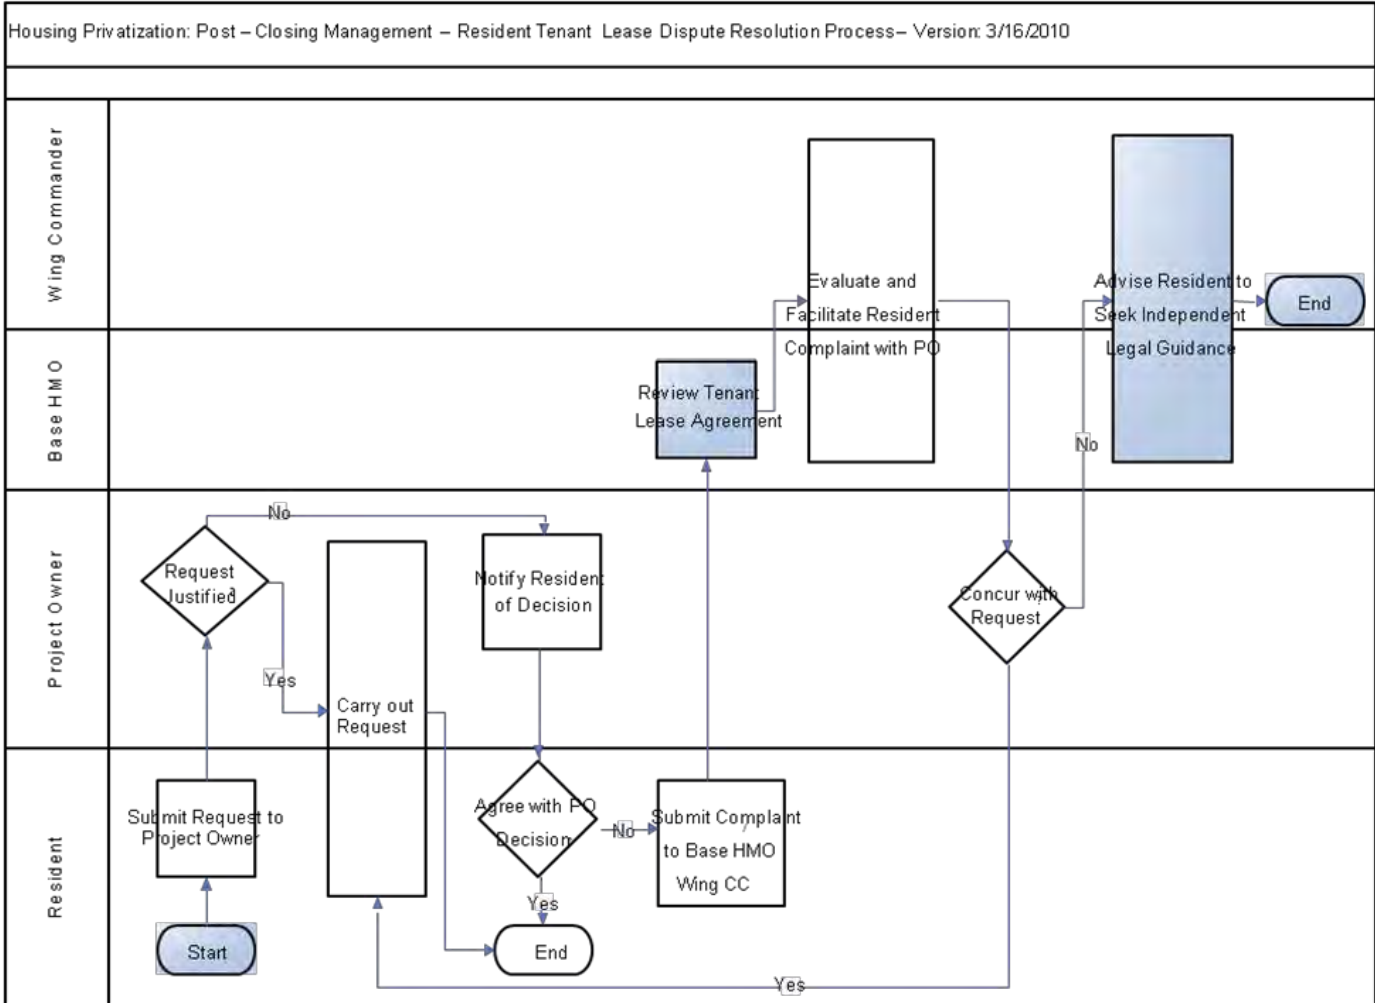 Housing Privatization: Post – Closing Management – Resident Tenant Lease Dispute Resolution Process– Version: 3/16/2010
Wing Commander
Evaluate and
Facilitate Resident
Complaint with PO
Advise Resident to
Seek Independent
Legal Guidance
End
Base HMO
Review Tenant
Lease Agreement
No
Project Owner
No
Request
Justified?
Yes
Carry out
Request
Notify Resident
of Decision
Concur with
Request
Resident
Submit Request to
Project Owner
Start
Agree with PO
Decision
No
Yes
End
Submit Complaint
to Base HMO
Wing CC
Yes